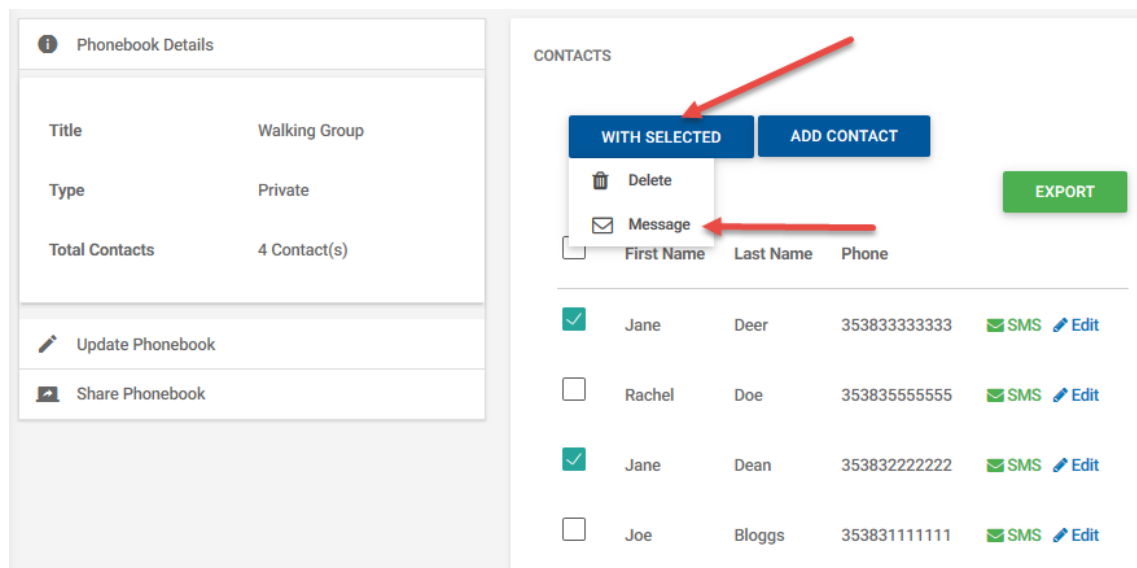 Phonebook Details
Title Walking Group
Type Private
Total Contacts 4 Contact(s)
Update Phonebook
Share Phonebook
CONTACTS
WITH SELECTED ADD CONTACT
Delete
Message
EXPORT
First Name Last Name Phone
Jane Deer 353833333333 SMS Edit
Rachel Doe 353835555555 SMS Edit
Jane Dean 353832222222 SMS Edit
Joe Bloggs 353831111111 SMS Edit